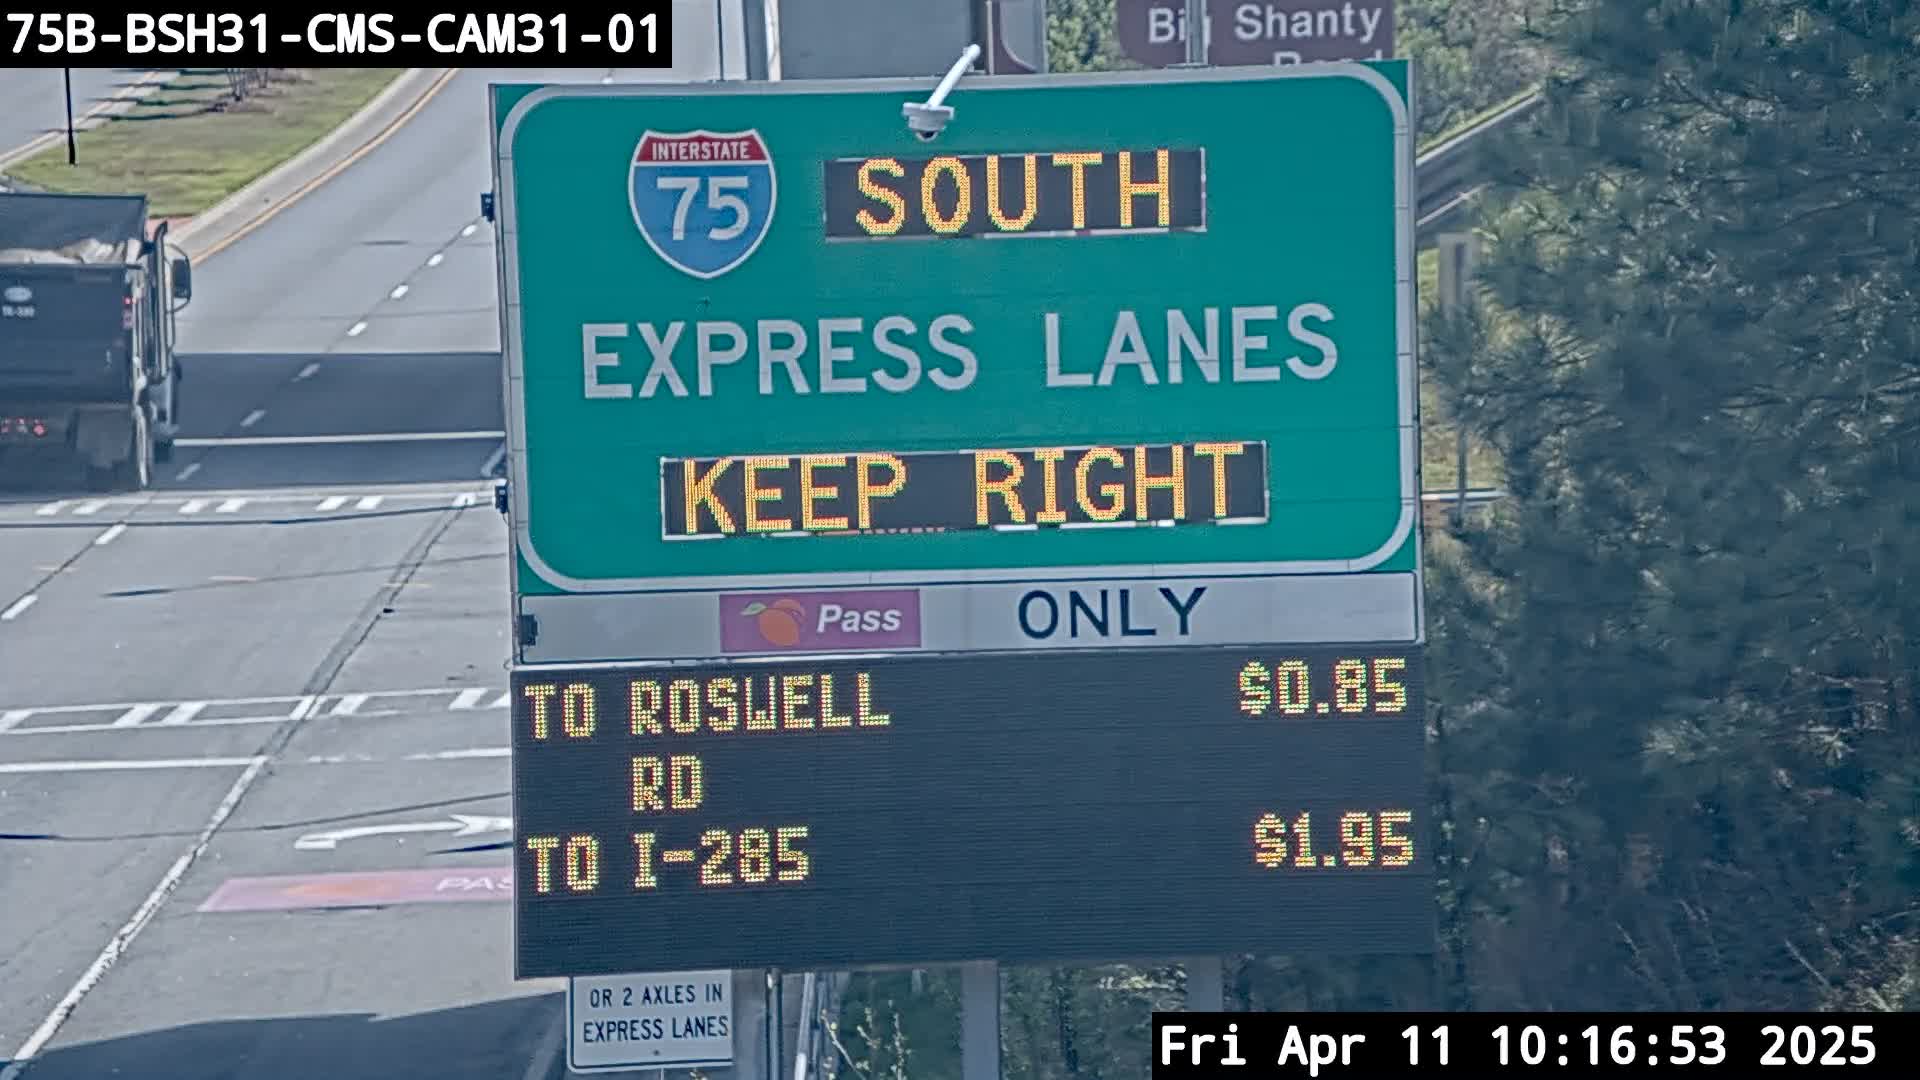 75B-BSH31-CMS-CAM31-01
Big Shanty
Road
INTERSTATE
75
SOUTH
EXPRESS LANES
KEEP RIGHT
Pass ONLY
TO ROSWELL $0.85
RD
TO I-285 $1.95
PAS
OR 2 AXLES IN
EXPRESS LANES
Fri Apr 11 10:16:53 2025